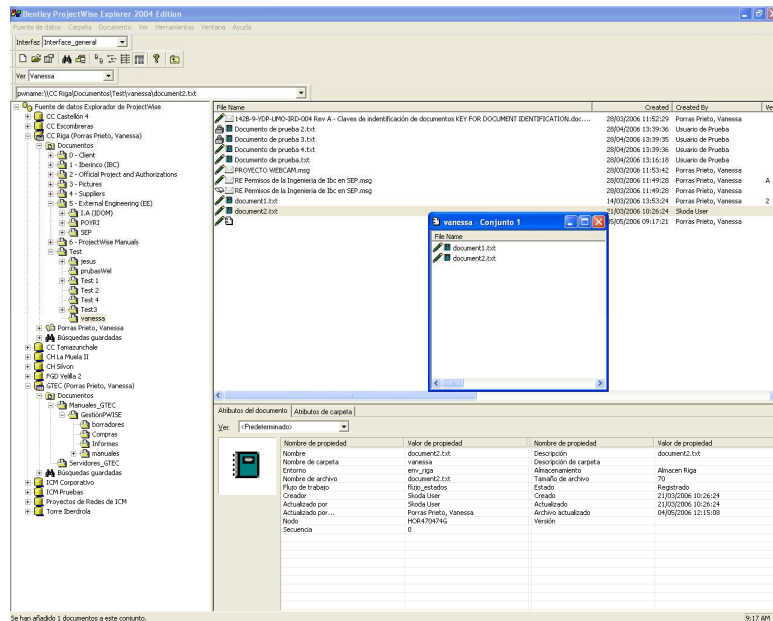 Bentley ProjectWise Explorer 2004 Edition
Fuente de datos Carpeta Documento Ver Herramientas Ventana Ayuda
Interfaz Interface_general
Ver Vanessa
pwname:\\CC Riga\Documentos\Test\vanessa\document2.txt
Fuente de datos Explorador de ProjectWise
CC Castellón 4
CC Escombreras
CC Riga (Porras Prieto, Vanessa)
Documentos
0 - Client
1 - Iberinco (IBC)
2 - Official Project and Authorizations
3 - Pictures
4 - Suppliers
5 - External Engineering (EE)
I.A (IDOM)
POYRI
SEP
6 - ProjectWise Manuals
Test
jesus
prubasWel
Test 1
Test 2
Test 4
Test3
vanessa
Porras Prieto, Vanessa
Búsquedas guardadas
CC Tamazunchale
CH La Muela II
CH Silvon
FGD Velilla 2
GTEC (Porras Prieto, Vanessa)
Documentos
Manuales_GTEC
GestiónPWISE
borradores
Compras
Informes
manuales
Servidores_GTEC
Búsquedas guardadas
ICM Corporativo
ICM Pruebas
Proyectos de Redes de ICM
Torre Iberdrola
File Name Created Created By Ve
142B-9-YDP-UMO-IRD-004 Rev A - Claves de indentificación de documentos KEY FOR DOCUMENT IDENTIFICATION.doc.... 28/03/2006 11:52:29 Porras Prieto, Vanessa
Documento de prueba 2.txt 28/04/2006 13:39:36 Usuario de Prueba
Documento de prueba 3.txt 28/04/2006 13:39:35 Usuario de Prueba
Documento de prueba 4.txt 28/04/2006 13:39:36 Usuario de Prueba
Documento de prueba.txt 28/04/2006 13:16:18 Usuario de Prueba
PROYECTO WEBCAM.msg 28/03/2006 11:53:42 Porras Prieto, Vanessa
RE Permisos de la Ingenieria de Ibc en SEP.msg 28/03/2006 11:49:28 Porras Prieto, Vanessa A
RE Permisos de la Ingenieria de Ibc en SEP.msg 28/03/2006 11:49:28 Porras Prieto, Vanessa
document1.txt 14/03/2006 13:53:24 Porras Prieto, Vanessa 2
document2.txt 21/03/2006 10:26:24 Skoda User
05/05/2006 09:17:21 Porras Prieto, Vanessa
vanessa - Conjunto 1
File Name
document1.txt
document2.txt
Atributos del documento Atributos de carpeta
Ver: <Predeterminado>
Nombre de propiedad Valor de propiedad Nombre de propiedad Valor de propiedad
Nombre document2.txt Descripción document2.txt
Nombre de carpeta vanessa Descripción de carpeta
Entorno env_riga Almacenamiento Almacen Riga
Nombre de archivo document2.txt Tamaño de archivo 70
Flujo de trabajo flujo_estados Estado Registrado
Creador Skoda User Creado 21/03/2006 10:26:24
Actualizado por Skoda User Actualizado 21/03/2006 10:26:24
Actualizado por... Porras Prieto, Vanessa Archivo actualizado 04/05/2006 12:15:08
Nodo HOR470474G Versión
Secuencia 0
Se han añadido 1 documentos a este conjunto. 9:17 AM